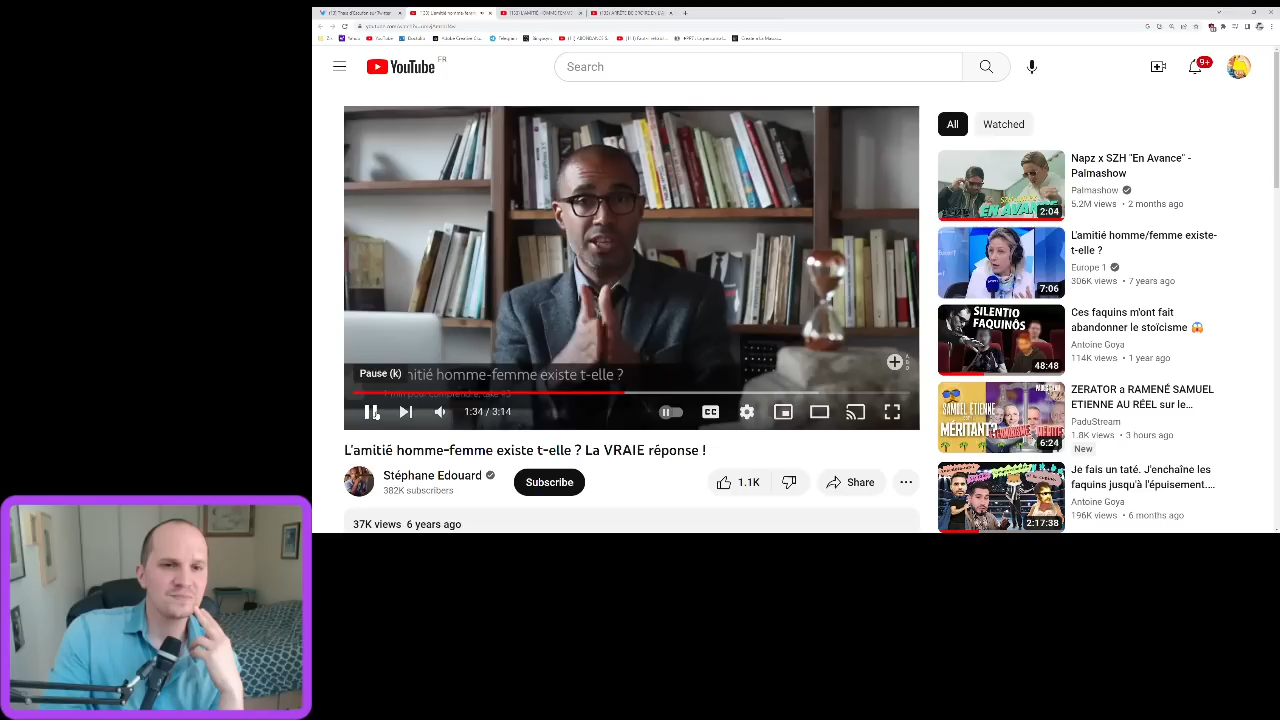 YouTube FR
Search
9+
All
Watched
mitié homme-femme existe t-elle ?
Pause (k)
1:34 / 3:14
CC
L'amitié homme-femme existe t-elle ? La VRAIE réponse !
Stéphane Edouard
382K subscribers
Subscribe
1.1K
Share
37K views 6 years ago
2:04
Napz x SZH "En Avance" -
Palmashow
Palmashow
5.2M views • 2 months ago
7:06
L'amitié homme/femme existe-
t-elle ?
Europe 1
306K views • 7 years ago
SILENTIO
FAQUINOS
48:48
Ces faquins m'ont fait
abandonner le stoïcisme 😱
Antoine Goya
114K views • 1 year ago
SAMUEL ETIENNE
MÉRITANT?
6:24
ZERATOR a RAMENÉ SAMUEL
ETIENNE AU RÉEL sur le...
PaduStream
1.8K views • 3 hours ago
New
2:17:38
Je fais un taté. J'enchaîne les
faquins jusqu'à l'épuisement....
Antoine Goya
196K views • 6 months ago